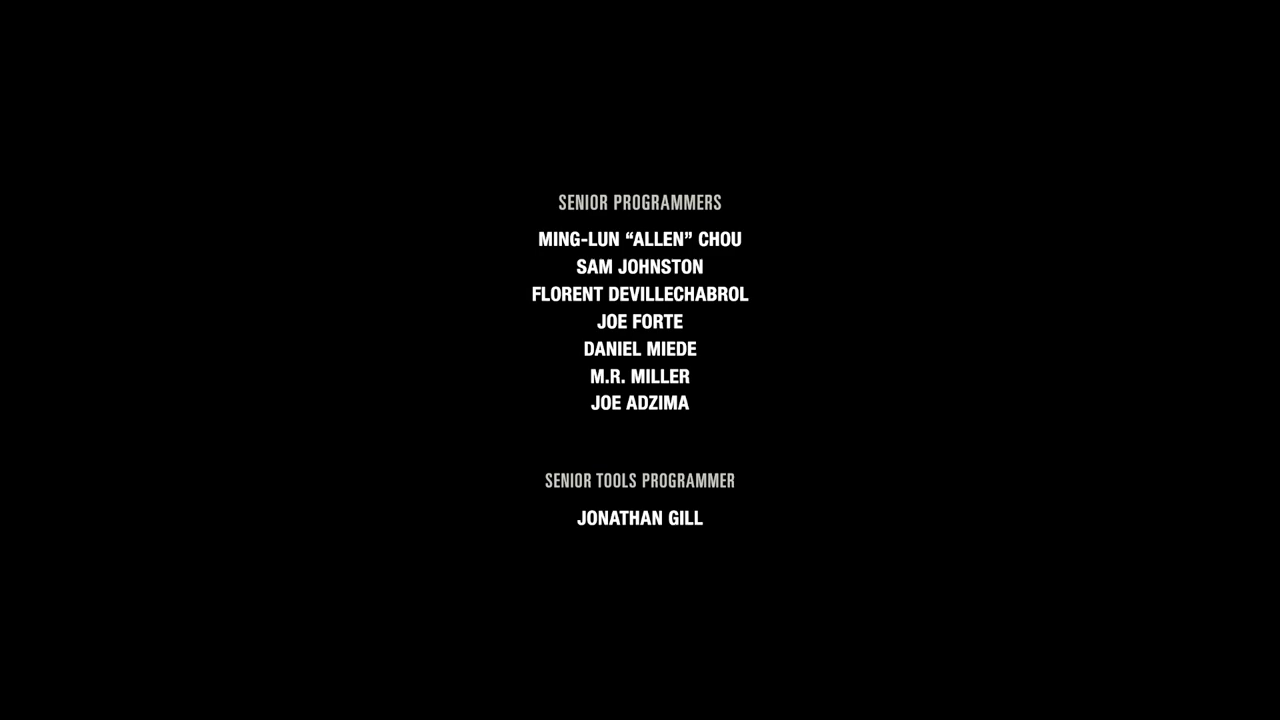 SENIOR PROGRAMMERS
MING-LUN “ALLEN” CHOU
SAM JOHNSTON
FLORENT DEVILLECHABROL
JOE FORTE
DANIEL MIEDE
M.R. MILLER
JOE ADZIMA
SENIOR TOOLS PROGRAMMER
JONATHAN GILL